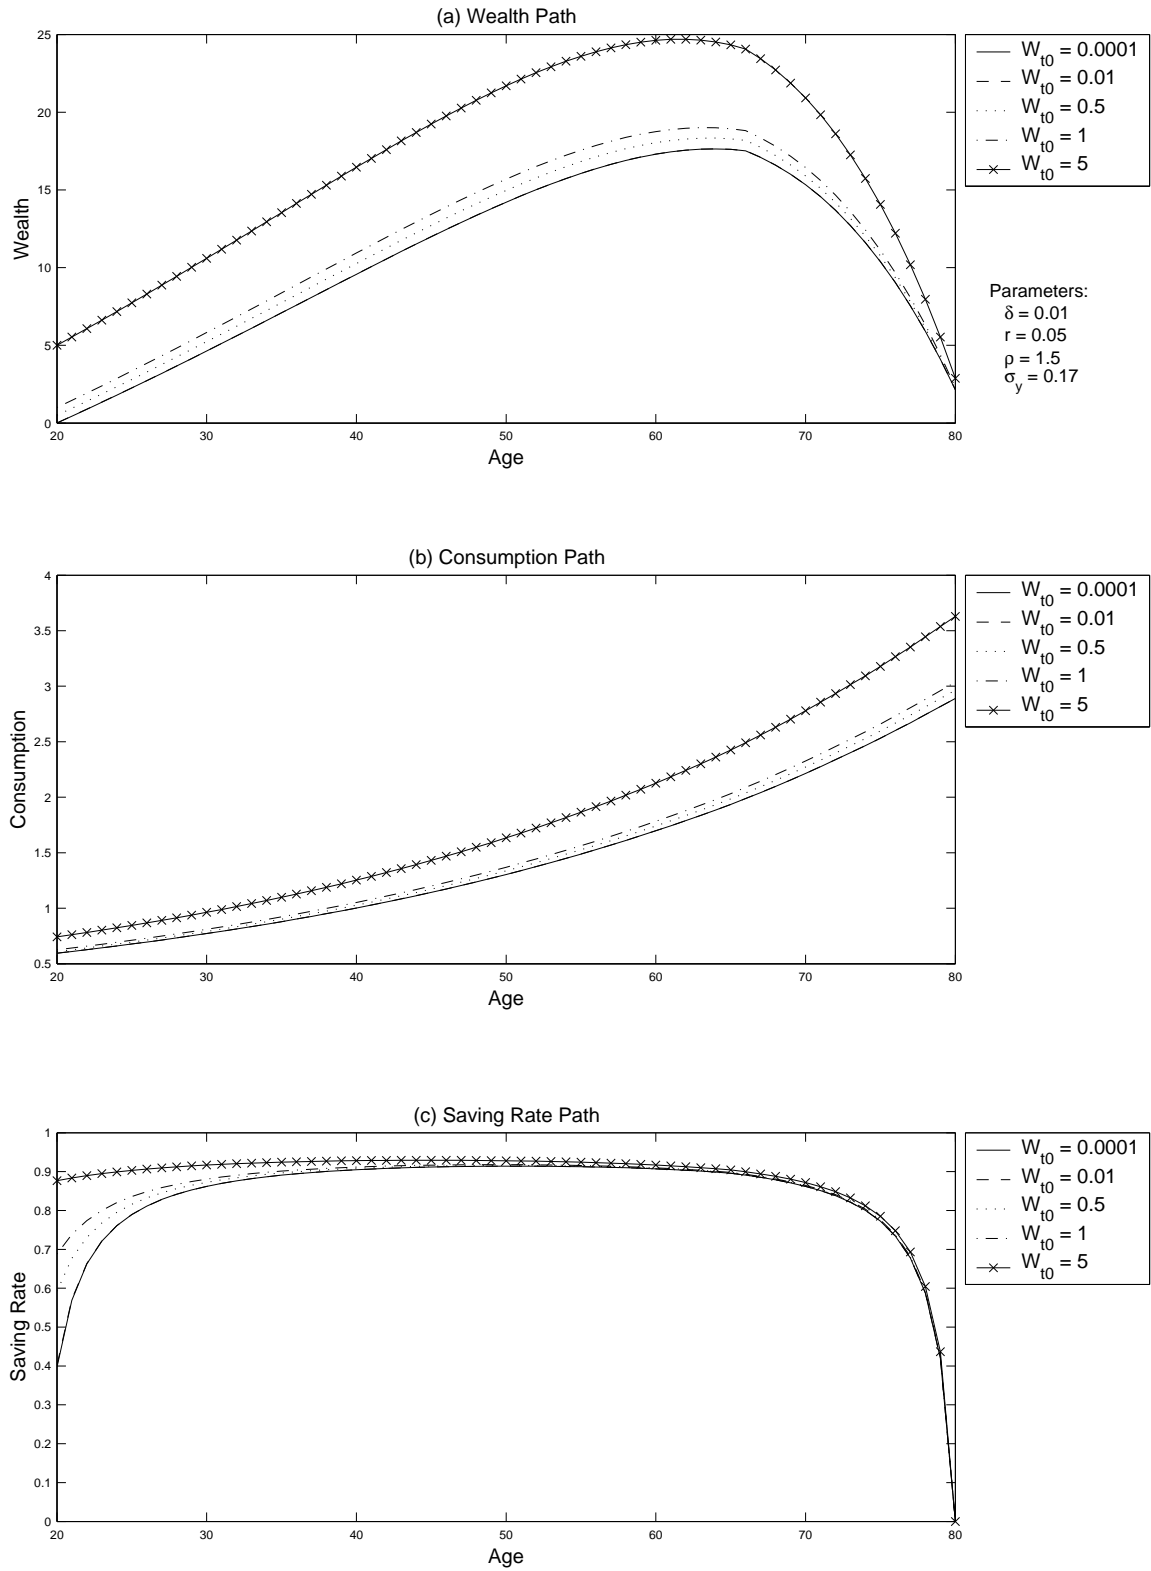 (a) Wealth Path
25
20
15
10
5
0
Wealth
20 30 40 50 60 70 80
Age
W_t0 = 0.0001
W_t0 = 0.01
W_t0 = 0.5
W_t0 = 1
W_t0 = 5
Parameters:
δ = 0.01
r = 0.05
ρ = 1.5
σ_y = 0.17
(b) Consumption Path
4
3.5
3
2.5
2
1.5
1
0.5
Consumption
20 30 40 50 60 70 80
Age
W_t0 = 0.0001
W_t0 = 0.01
W_t0 = 0.5
W_t0 = 1
W_t0 = 5
(c) Saving Rate Path
1
0.9
0.8
0.7
0.6
0.5
0.4
0.3
0.2
0.1
0
Saving Rate
20 30 40 50 60 70 80
Age
W_t0 = 0.0001
W_t0 = 0.01
W_t0 = 0.5
W_t0 = 1
W_t0 = 5